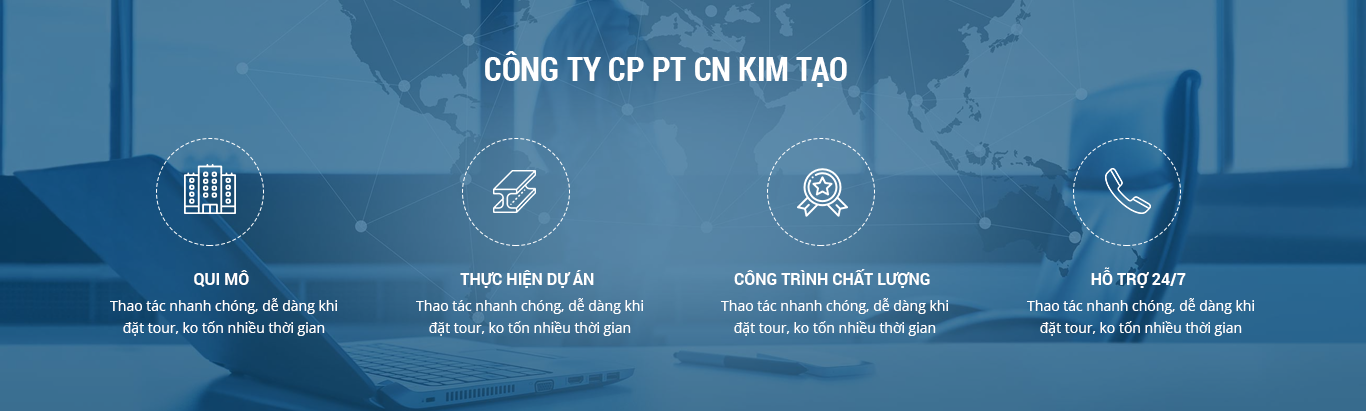 CÔNG TY CP PT CN KIM TẠO
QUI MÔ
Thao tác nhanh chóng, dễ dàng khi
đặt tour, ko tốn nhiều thời gian
THỰC HIỆN DỰ ÁN
Thao tác nhanh chóng, dễ dàng khi
đặt tour, ko tốn nhiều thời gian
CÔNG TRÌNH CHẤT LƯỢNG
Thao tác nhanh chóng, dễ dàng khi
đặt tour, ko tốn nhiều thời gian
HỖ TRỢ 24/7
Thao tác nhanh chóng, dễ dàng khi
đặt tour, ko tốn nhiều thời gian